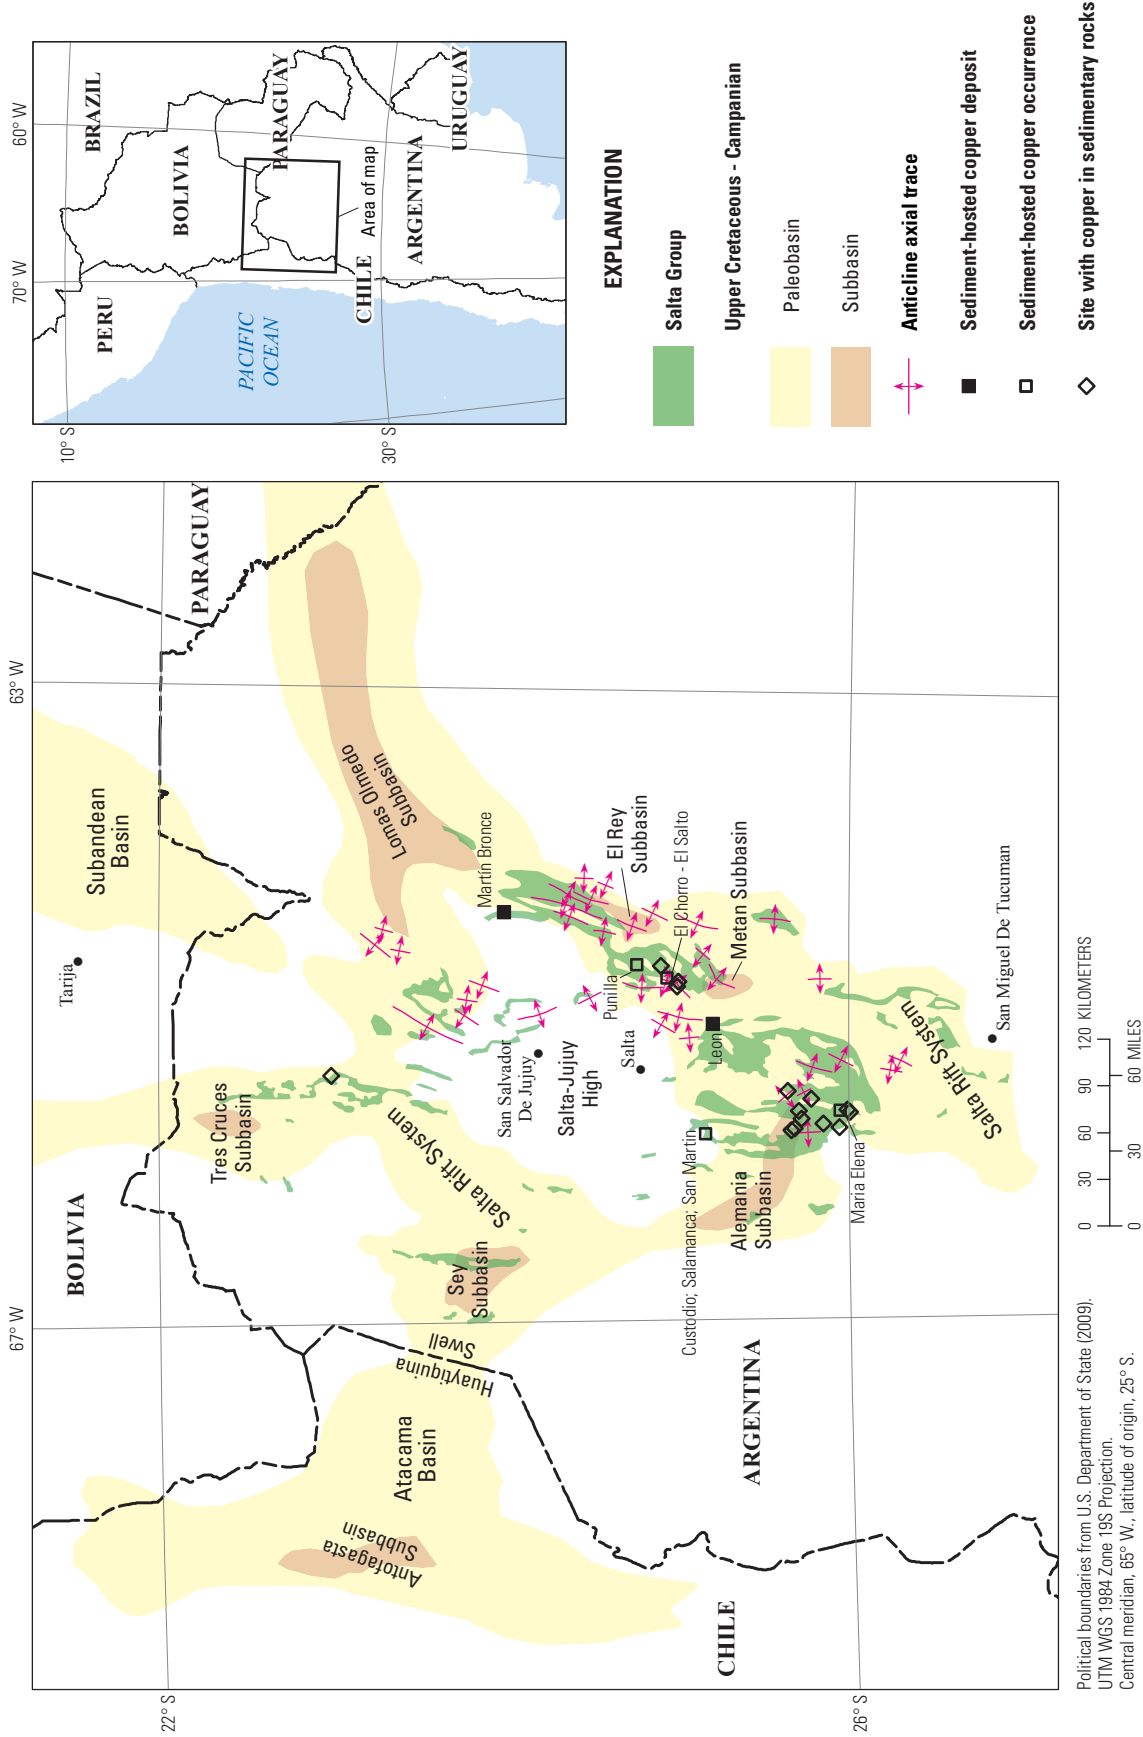 67° W
63° W
22° S
26° S
BOLIVIA
PARAGUAY
CHILE
ARGENTINA
Tarija
Subandean
Basin
Tres Cruces
Subbasin
Lomas Olmedo
Subbasin
Salta Rift System
Sey
Subbasin
Huaytiquina
Swell
Atacama
Basin
Antofagasta
Subbasin
San Salvador
De Jujuy
Salta-Jujuy
High
Martín Bronce
El Rey
Subbasin
El Chorro - El Salto
Punilla
Metan Subbasin
Salta
Leon
Custodio; Salamanca; San Martin
Alemania
Subbasin
Maria Elena
Salta Rift System
San Miguel De Tucuman
0 30 60 90 120 KILOMETERS
0 30 60 MILES
Political boundaries from U.S. Department of State (2009).
UTM WGS 1984 Zone 19S Projection.
Central meridian, 65° W., latitude of origin, 25° S.
70° W
60° W
10° S
30° S
PERU
BRAZIL
BOLIVIA
PARAGUAY
PACIFIC
OCEAN
CHILE
Area of map
ARGENTINA
URUGUAY
EXPLANATION
Salta Group
Upper Cretaceous - Campanian
Paleobasin
Subbasin
Anticline axial trace
Sediment-hosted copper deposit
Sediment-hosted copper occurrence
Site with copper in sedimentary rocks